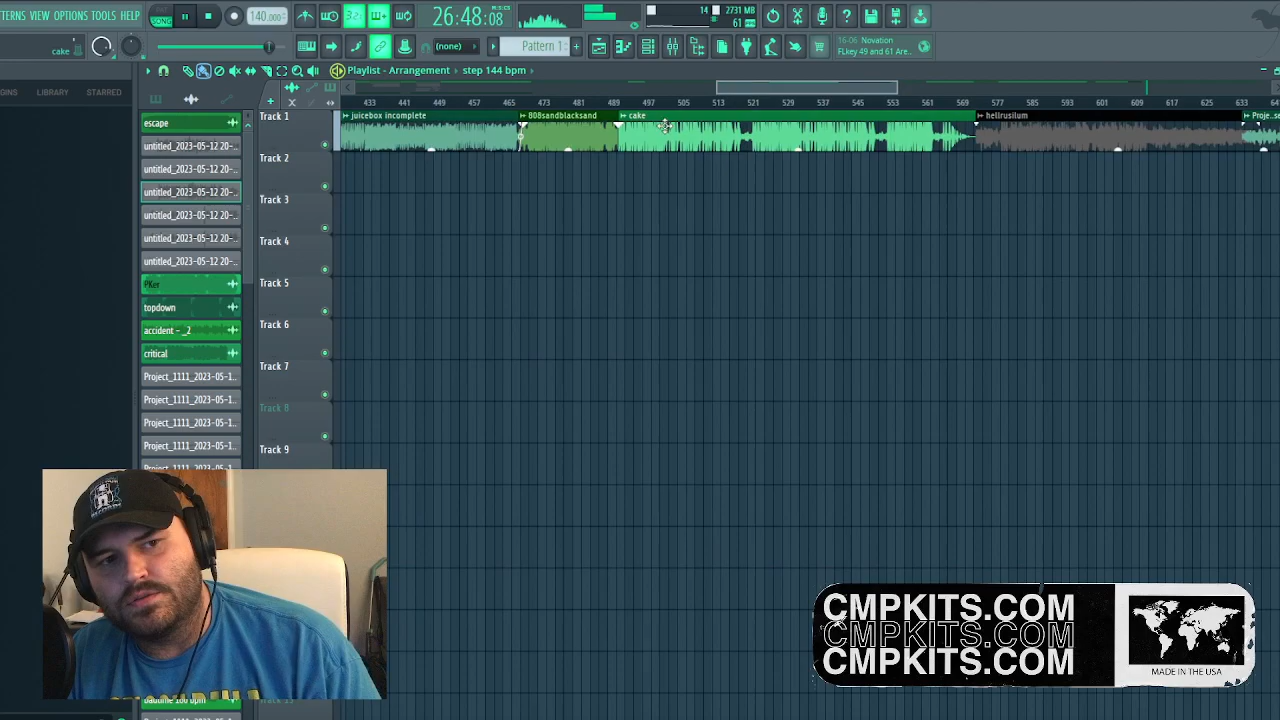 TERNS VIEW OPTIONS TOOLS HELP
PAT
SONG
140.000
32:
26:48:08
14
2731 MB
61
cake
(none)
Pattern 1
16-06 Novation
FLkey 49 and 61 Are..
GINS LIBRARY STARRED
Playlist - Arrangement
step 144 bpm
433 441 449 457 465 473 481 489 497 505 513 521 529 537 545 553 561 569 577 585 593 601 609 617 625 633 64
juicebox incomplete
808sandblacksand
cake
hellrusilum
Proje..se
escape
untitled_2023-05-12 20-..
untitled_2023-05-12 20-..
untitled_2023-05-12 20-..
untitled_2023-05-12 20-..
untitled_2023-05-12 20-..
untitled_2023-05-12 20-..
PKer
topdown
accident - _2
critical
Project_1111_2023-05-1..
Project_1111_2023-05-1..
Project_1111_2023-05-1..
Project_1111_2023-05-1..
Track 1
Track 2
Track 3
Track 4
Track 5
Track 6
Track 7
Track 8
Track 9
CMPKITS.COM
CMPKITS.COM
CMPKITS.COM
MADE IN THE USA